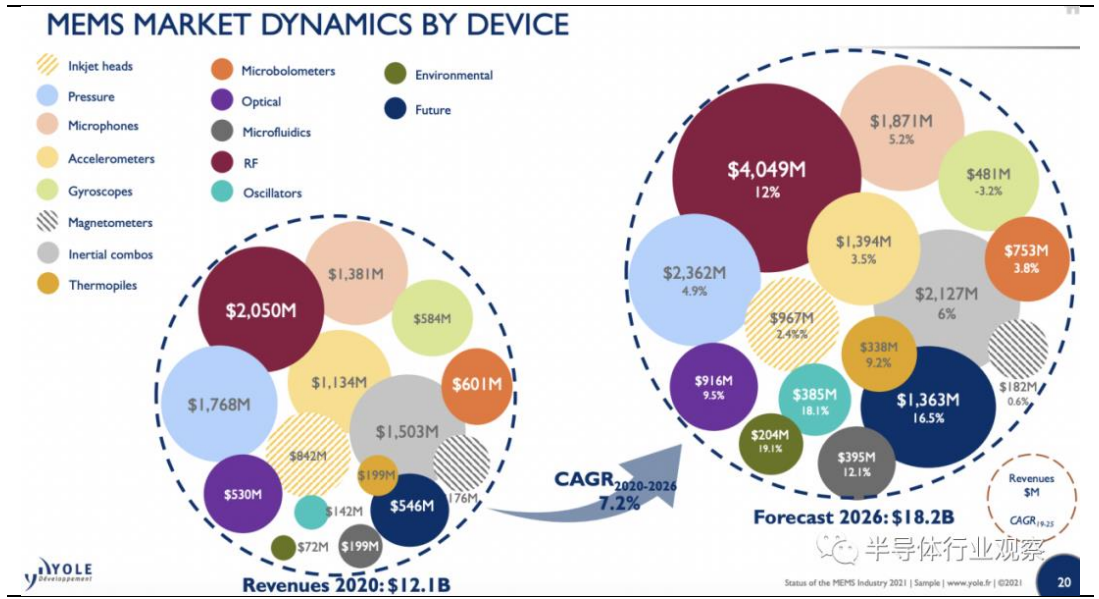 MEMS MARKET DYNAMICS BY DEVICE
Inkjet heads
Pressure
Microphones
Accelerometers
Gyroscopes
Magnetometers
Inertial combos
Thermopiles
Microbolometers
Optical
Microfluidics
RF
Oscillators
Environmental
Future
$1,381M
$2,050M
$584M
$1,134M
$601M
$1,768M
$1,503M
$842M
$199M
176M
$530M
$546M
$142M
$72M
$199M
Revenues 2020: $12.1B
CAGR2020-2026
7.2%
$1,871M
5.2%
$4,049M
12%
$481M
-3.2%
$1,394M
3.5%
$753M
3.8%
$2,362M
4.9%
$2,127M
6%
$967M
2.4%%
$338M
9.2%
$182M
0.6%
$916M
9.5%
$385M
18.1%
$1,363M
16.5%
$204M
19.1%
$395M
12.1%
Forecast 2026: $18.2B
Revenues
$M
CAGR19-25
半导体行业观察
YOLE
Développement
Status of the MEMS Industry 2021 | Sample | www.yole.fr | ©2021
20